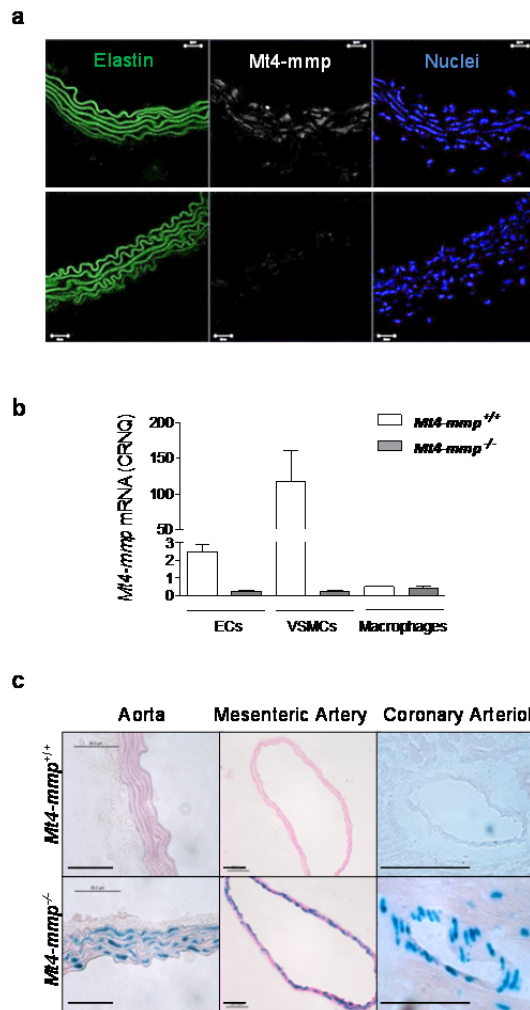 a
Elastin Mt4-mmp Nuclei
b
Mt4-mmp mRNA (CRNQ)
200
150
100
50
3
2
1
0
Mt4-mmp+/+
Mt4-mmp-/-
ECs VSMCs Macrophages
c
Aorta Mesenteric Artery Coronary Arteriol
Mt4-mmp+/+
Mt4-mmp-/-